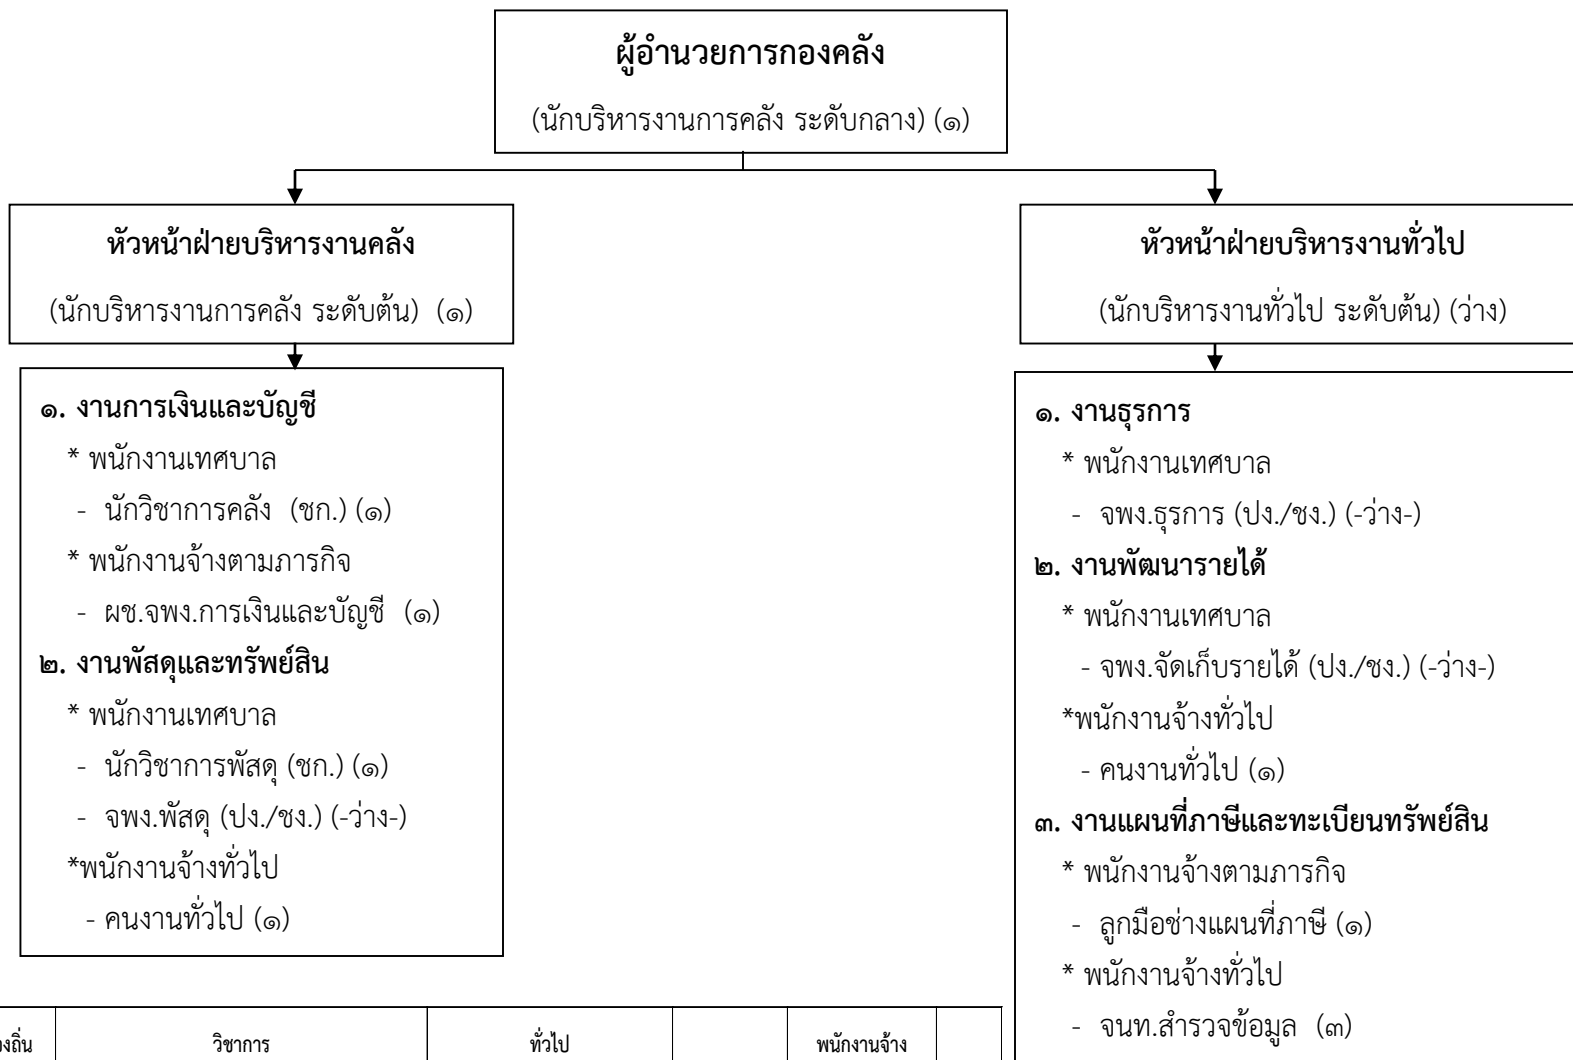 ผู้อำนวยการกองคลัง
(นักบริหารงานการคลัง ระดับกลาง) (๑)
หัวหน้าฝ่ายบริหารงานคลัง
(นักบริหารงานการคลัง ระดับต้น) (๑)
๑. งานการเงินและบัญชี
* พนักงานเทศบาล
- นักวิชาการคลัง (ชก.) (๑)
* พนักงานจ้างตามภารกิจ
- ผช.จพง.การเงินและบัญชี (๑)
๒. งานพัสดุและทรัพย์สิน
* พนักงานเทศบาล
- นักวิชาการพัสดุ (ชก.) (๑)
- จพง.พัสดุ (ปง./ชง.) (-ว่าง-)
*พนักงานจ้างทั่วไป
- คนงานทั่วไป (๑)
หัวหน้าฝ่ายบริหารงานทั่วไป
(นักบริหารงานทั่วไป ระดับต้น) (ว่าง)
๑. งานธุรการ
* พนักงานเทศบาล
- จพง.ธุรการ (ปง./ชง.) (-ว่าง-)
๒. งานพัฒนารายได้
* พนักงานเทศบาล
- จพง.จัดเก็บรายได้ (ปง./ชง.) (-ว่าง-)
*พนักงานจ้างทั่วไป
- คนงานทั่วไป (๑)
๓. งานแผนที่ภาษีและทะเบียนทรัพย์สิน
* พนักงานจ้างตามภารกิจ
- ลูกมือช่างแผนที่ภาษี (๑)
* พนักงานจ้างทั่วไป
- จนท.สำรวจข้อมูล (๓)
วิชาการ
ทั่วไป
พนักงานจ้าง